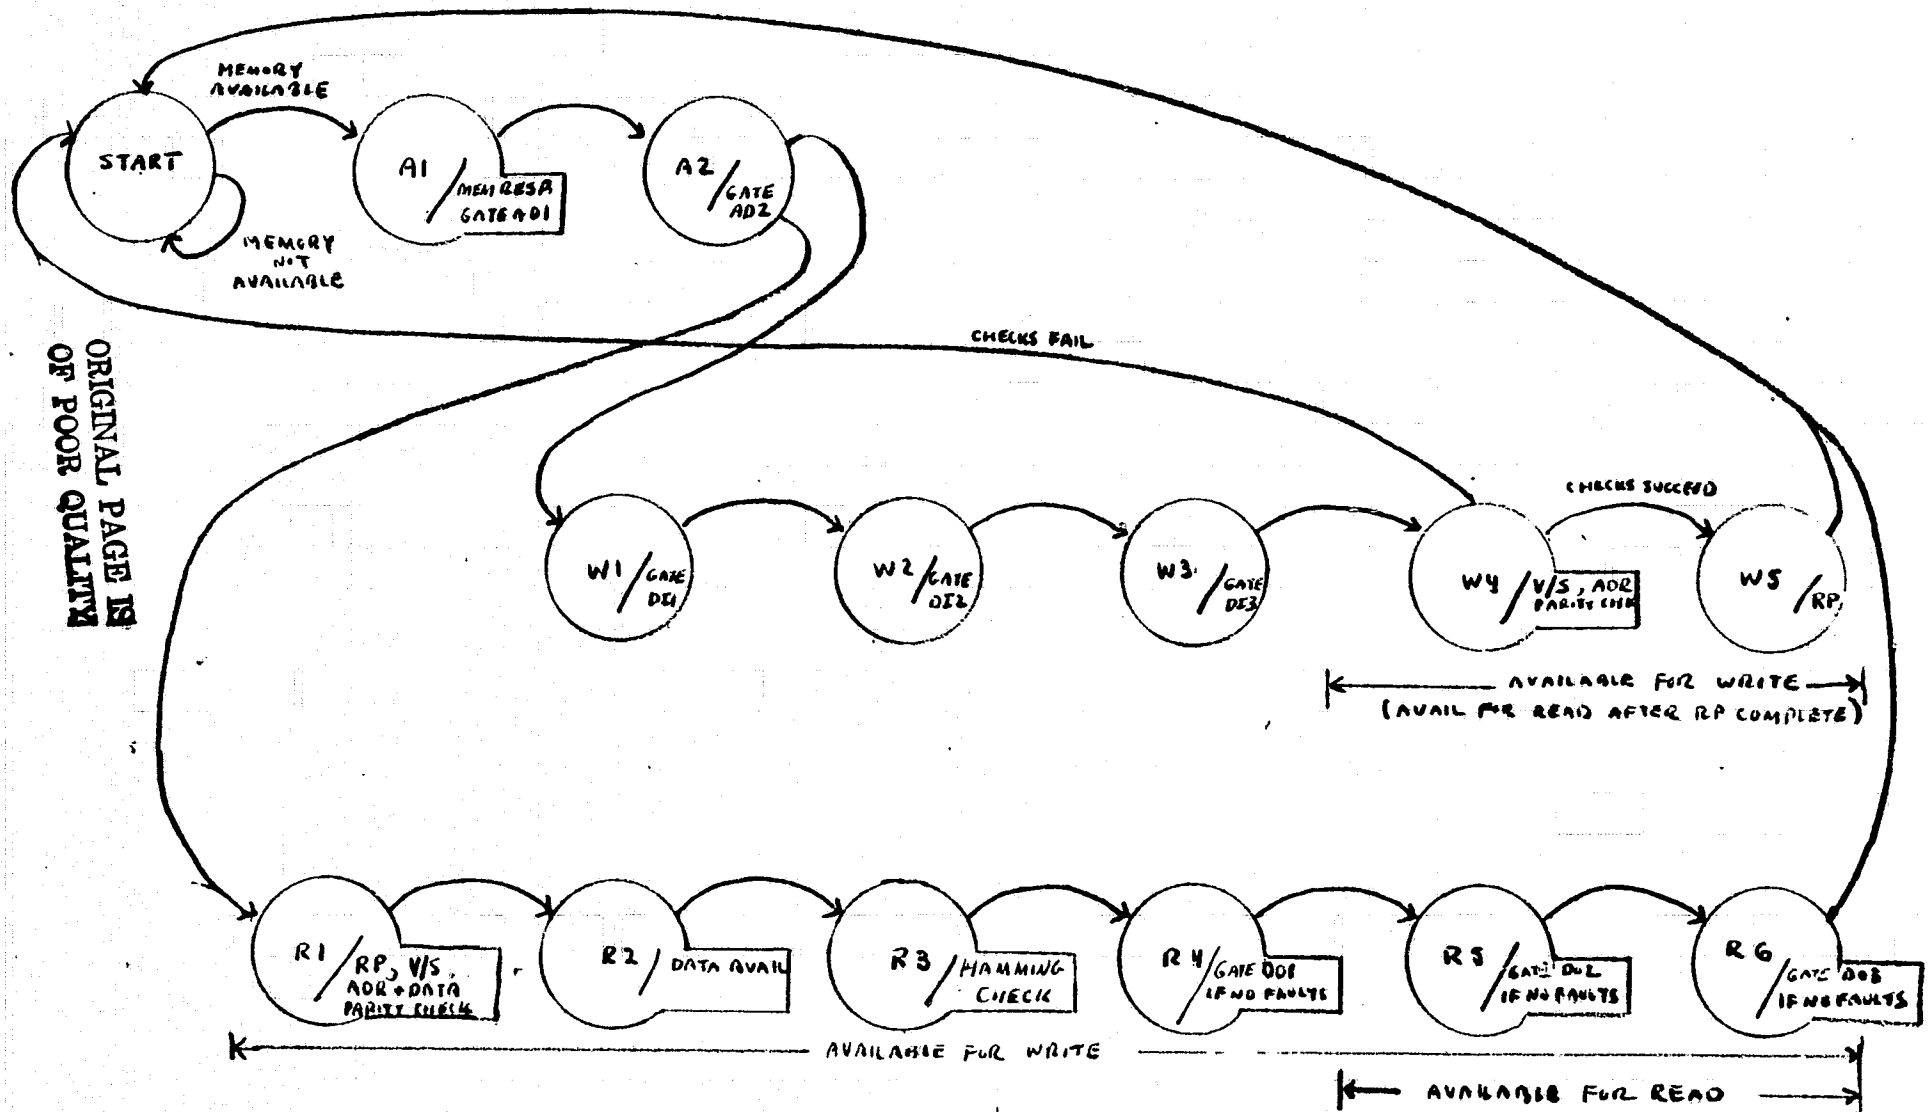 MEMORY
AVAILABLE
START
A1
MEM RESP
GATE AD1
A2
GATE
AD2
MEMORY
NOT
AVAILABLE
CHECKS FAIL
ORIGINAL PAGE IS
OF POOR QUALITY
CHECKS SUCCEED
W1
GATE
DI1
W2
GATE
DI2
W3
GATE
DI3
W4
V/S, ADR
PARITY CHK
W5
RP
AVAILABLE FOR WRITE
(AVAIL FOR READ AFTER RP COMPLETE)
R1
RP, V/S,
ADR + DATA
PARITY CHECK
R2
DATA AVAIL
R3
HAMMING
CHECK
R4
GATE DO1
IF NO FAULTS
R5
GATE DO2
IF NO FAULTS
R6
GATE DO3
IF NO FAULTS
AVAILABLE FOR WRITE
AVAILABLE FOR READ